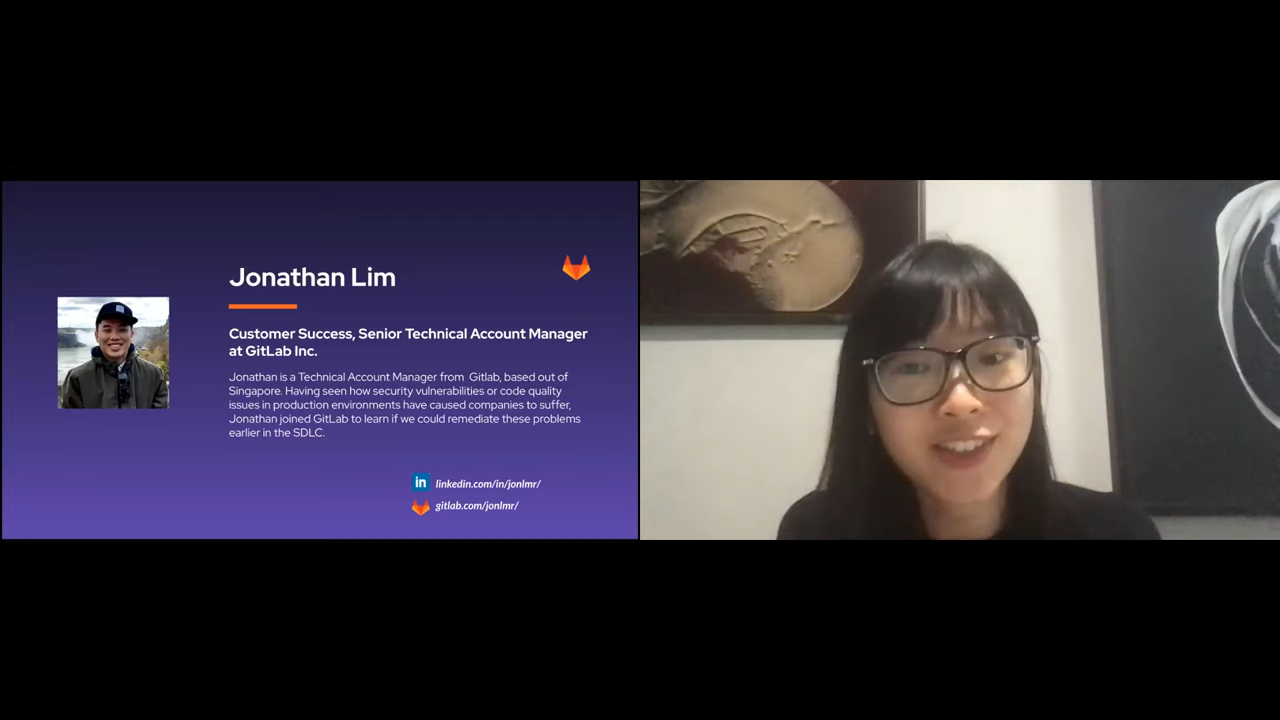 Jonathan Lim
Customer Success, Senior Technical Account Manager
at GitLab Inc.
Jonathan is a Technical Account Manager from Gitlab, based out of
Singapore. Having seen how security vulnerabilities or code quality
issues in production environments have caused companies to suffer,
Jonathan joined GitLab to learn if we could remediate these problems
earlier in the SDLC.
in
linkedin.com/in/jonlmr/
gitlab.com/jonlmr/